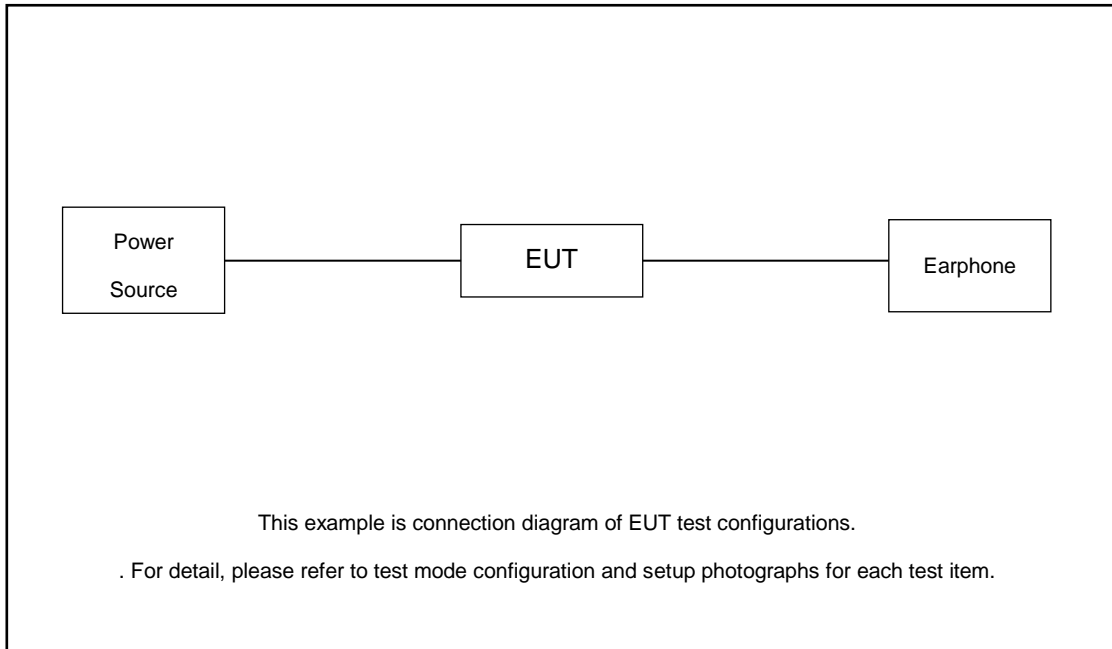 Power
Source
EUT
Earphone
This example is connection diagram of EUT test configurations.
. For detail, please refer to test mode configuration and setup photographs for each test item.